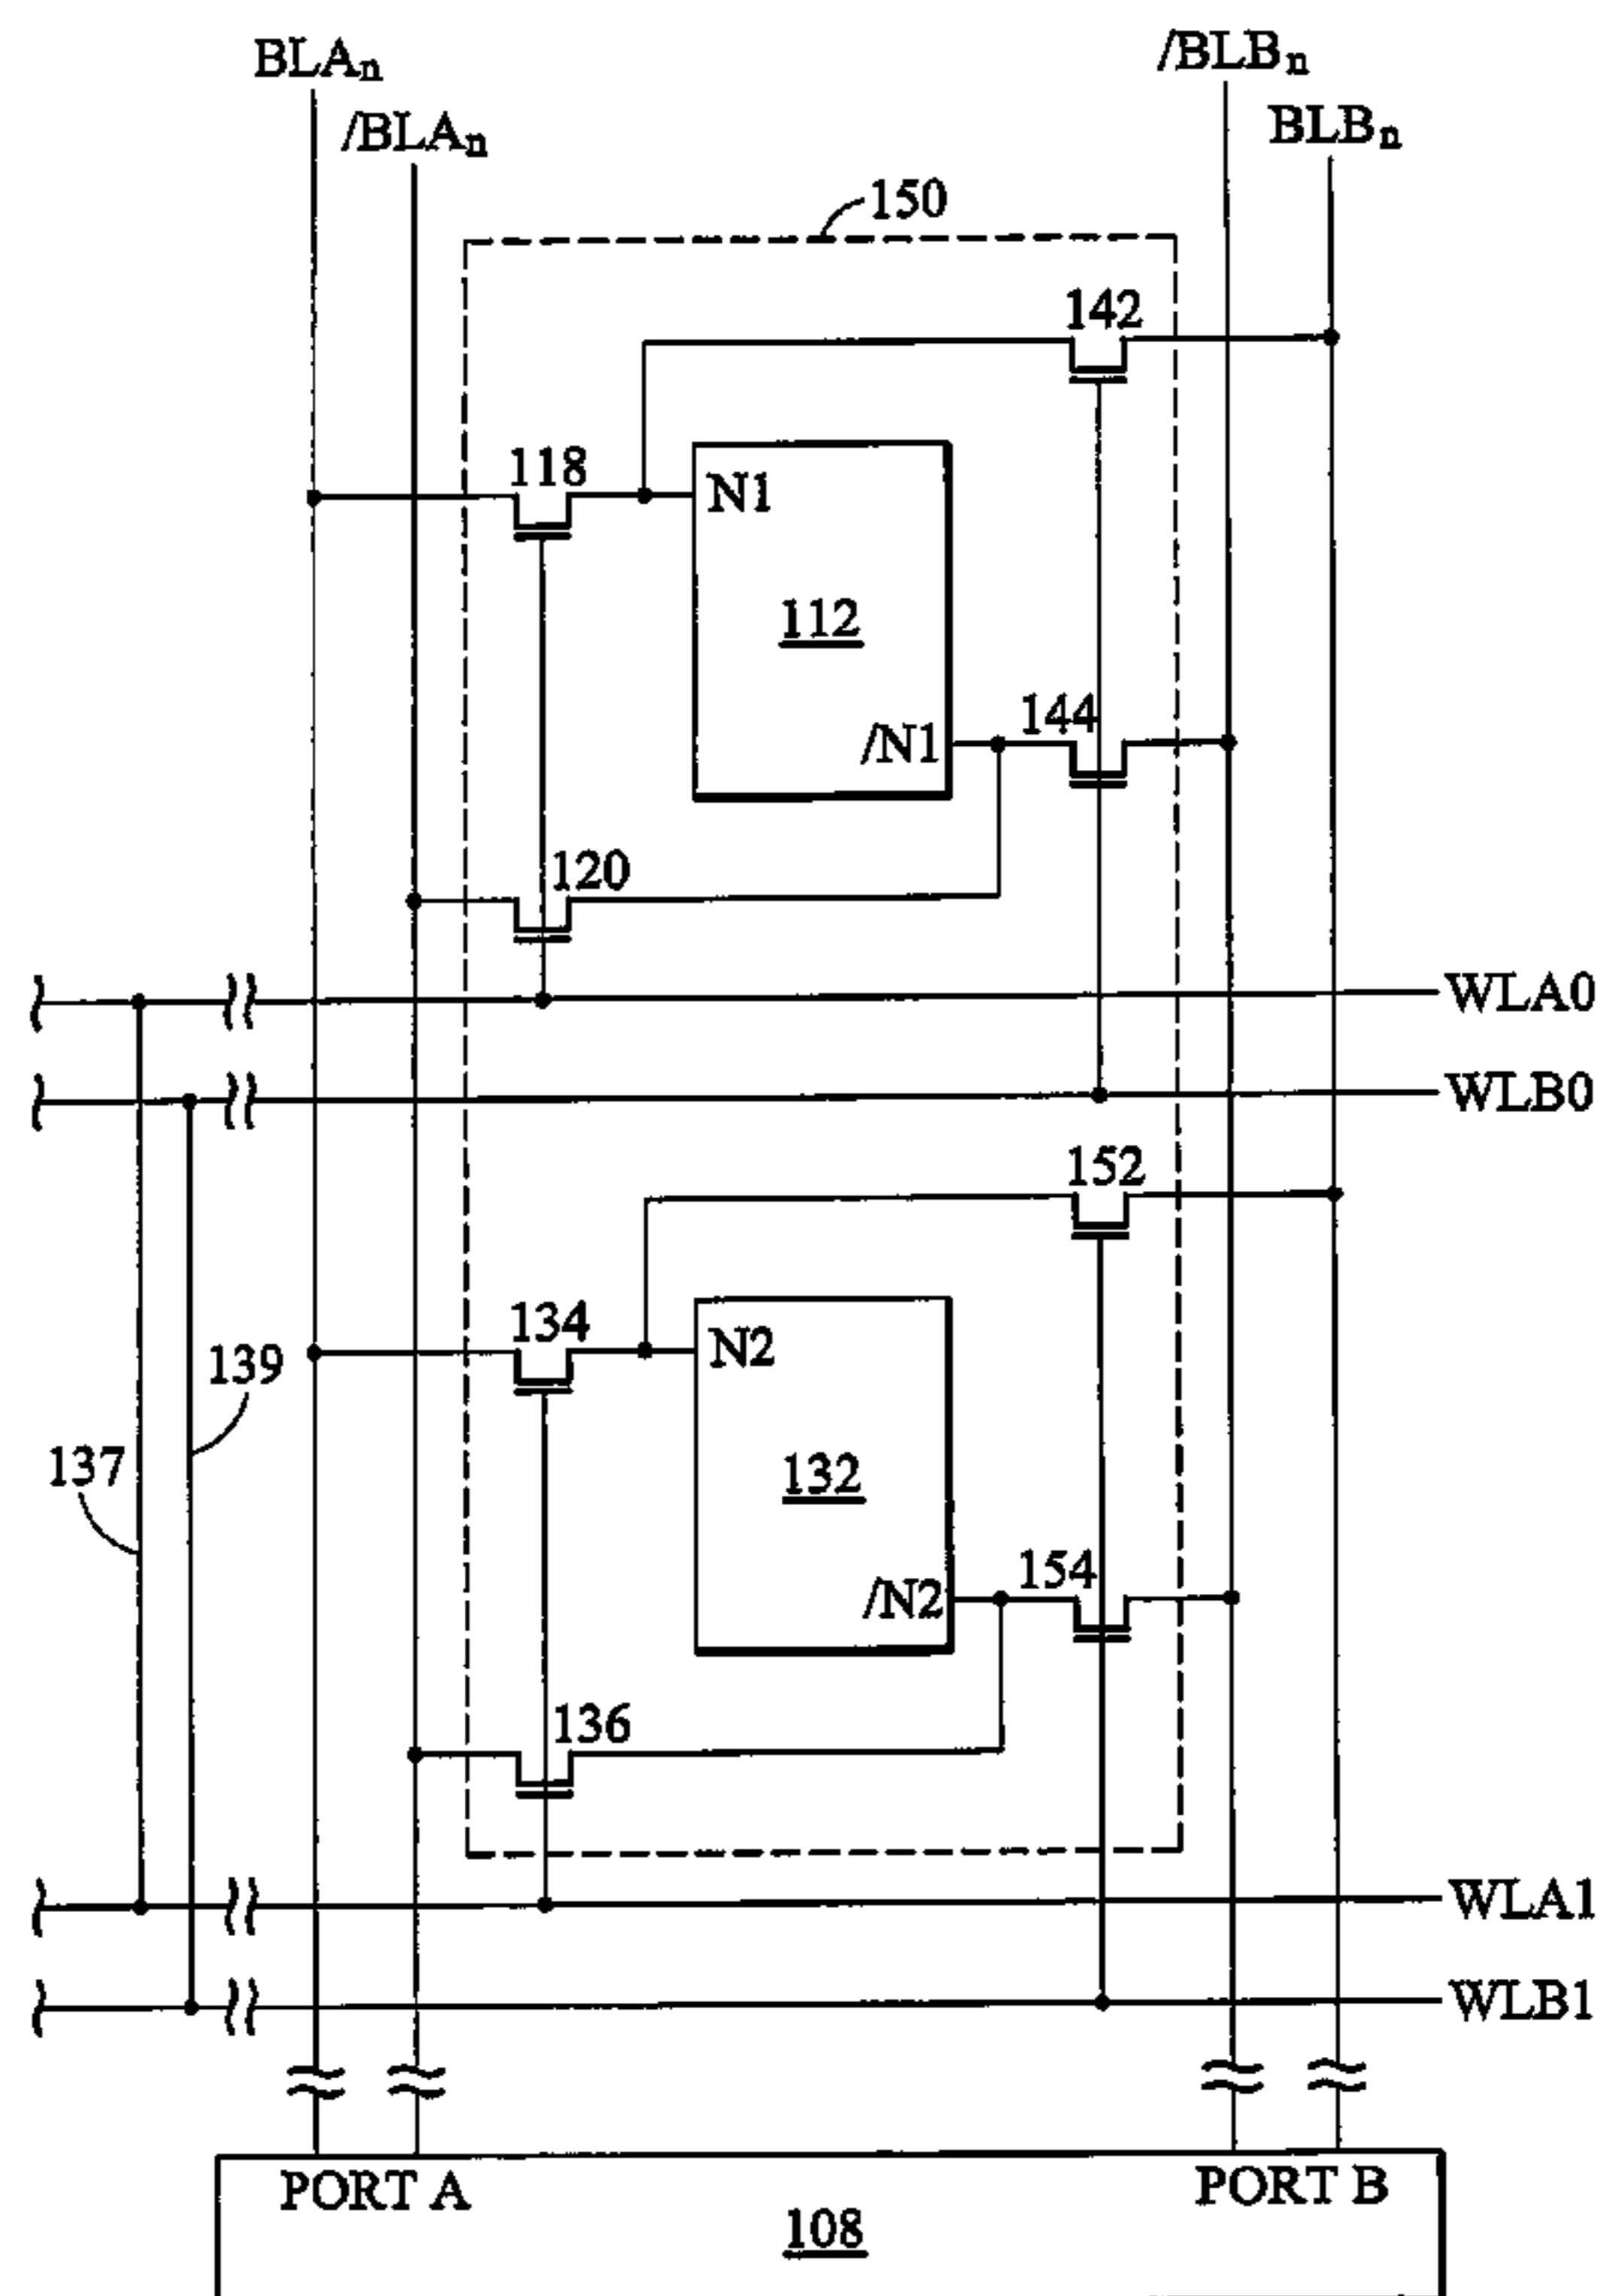 BLAn
/BLAn
/BLBn
BLBn
150
142
118
N1
112
144
/N1
120
WLA0
WLB0
152
134
N2
139
137
132
154
/N2
136
WLA1
WLB1
PORT A
PORT B
108